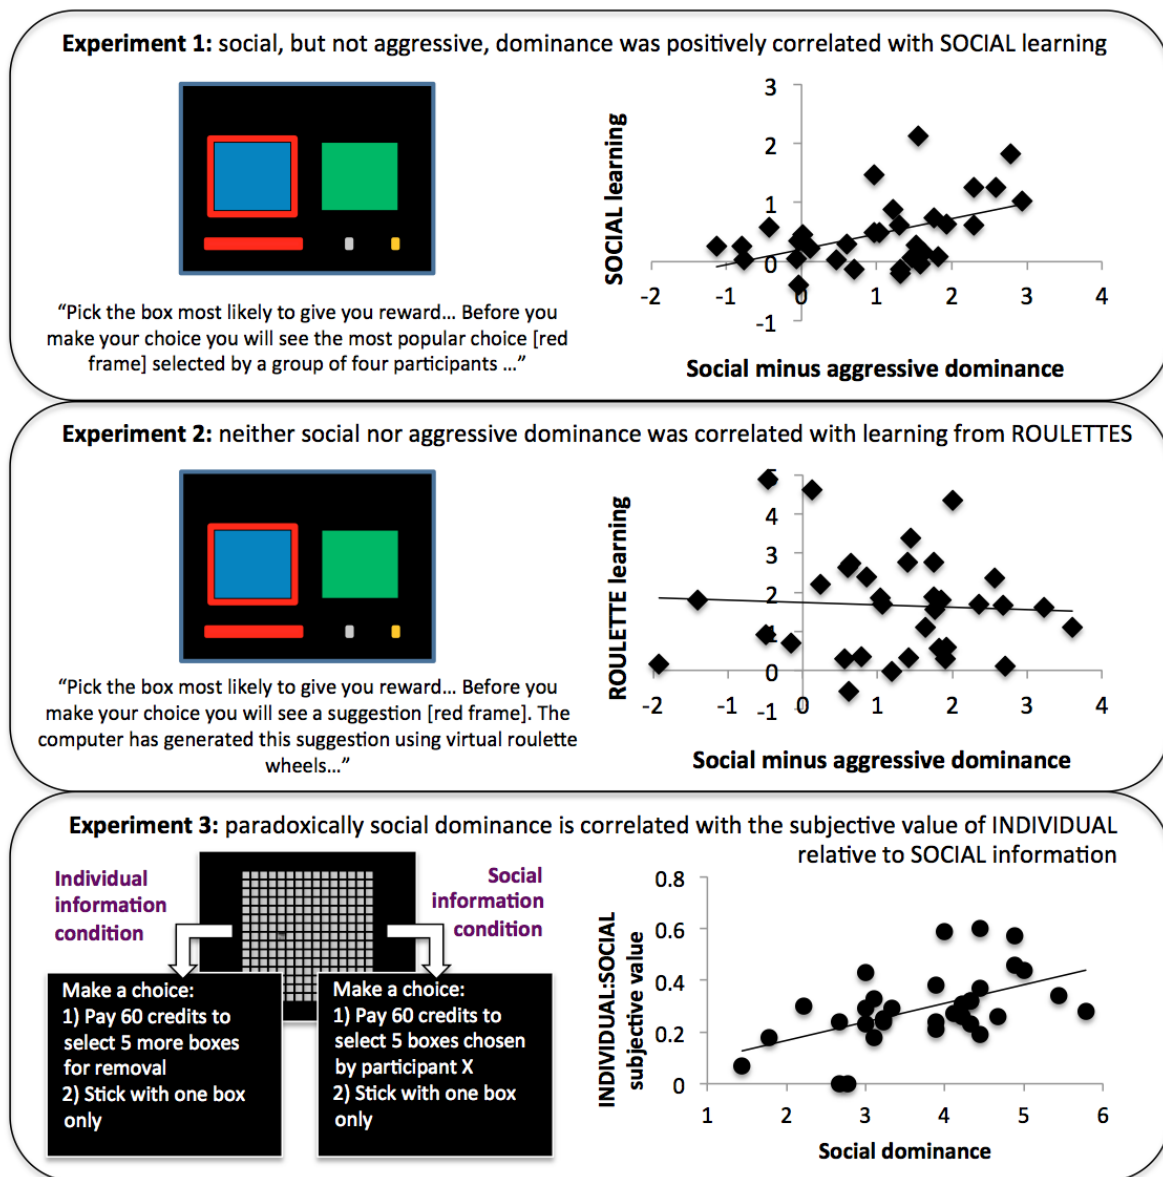 Experiment 1: social, but not aggressive, dominance was positively correlated with SOCIAL learning
“Pick the box most likely to give you reward… Before you
make your choice you will see the most popular choice [red
frame] selected by a group of four participants …”
SOCIAL learning
3
2
1
0
-1
-2
-1
0
1
2
3
4
Social minus aggressive dominance
Experiment 2: neither social nor aggressive dominance was correlated with learning from ROULETTES
“Pick the box most likely to give you reward… Before you
make your choice you will see a suggestion [red frame]. The
computer has generated this suggestion using virtual roulette
wheels…”
ROULETTE learning
5
4
3
2
1
0
-1
-2
-1
0
1
2
3
4
Social minus aggressive dominance
Experiment 3: paradoxically social dominance is correlated with the subjective value of INDIVIDUAL
relative to SOCIAL information
Individual
information
condition
Social
information
condition
Make a choice:
1) Pay 60 credits to
select 5 more boxes
for removal
2) Stick with one box
only
Make a choice:
1) Pay 60 credits to
select 5 boxes chosen
by participant X
2) Stick with one box
only
INDIVIDUAL:SOCIAL
subjective value
0.8
0.6
0.4
0.2
0
1
2
3
4
5
6
Social dominance